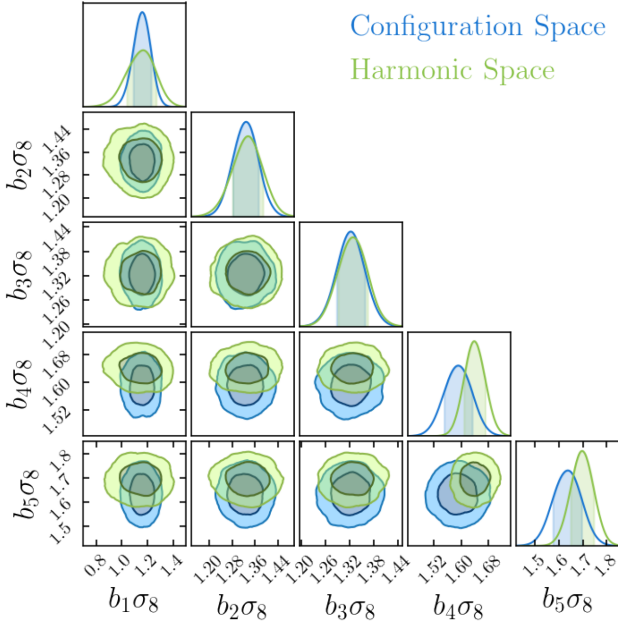 Configuration Space
Harmonic Space
b₂σ₈
1.44
1.36
1.28
1.20
b₃σ₈
1.44
1.38
1.32
1.26
1.20
b₄σ₈
1.68
1.60
1.52
b₅σ₈
1.8
1.7
1.6
1.5
0.8 1.0 1.2 1.4
1.20 1.28 1.36 1.44
1.20 1.26 1.32 1.38 1.44
1.52 1.60 1.68
1.5 1.6 1.7 1.8
b₁σ₈ b₂σ₈ b₃σ₈ b₄σ₈ b₅σ₈